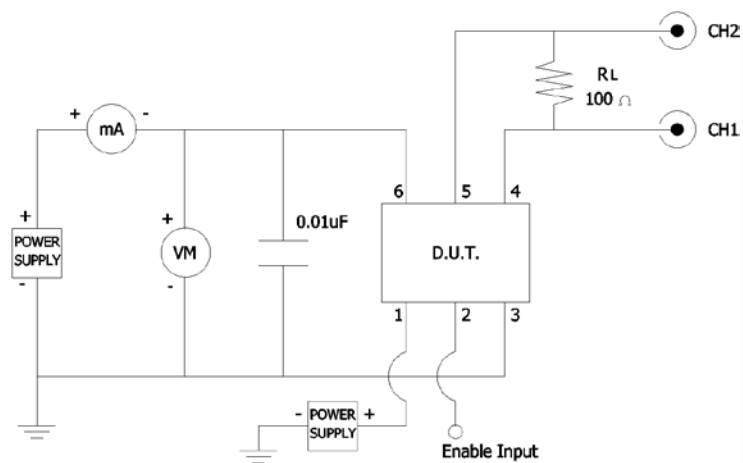 CH2
RL
100 Ω
CH1
+ mA -
6 5 4
+
POWER
SUPPLY
-
+
VM
-
0.01uF
D.U.T.
1 2 3
- POWER
SUPPLY +
Enable Input